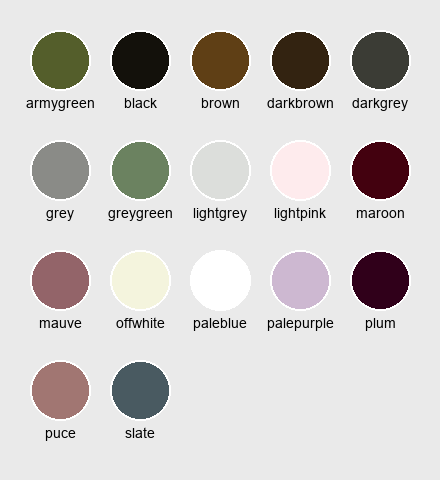 armygreen black brown darkbrown darkgrey
grey greygreen lightgrey lightpink maroon
mauve offwhite paleblue palepurple plum
puce slate